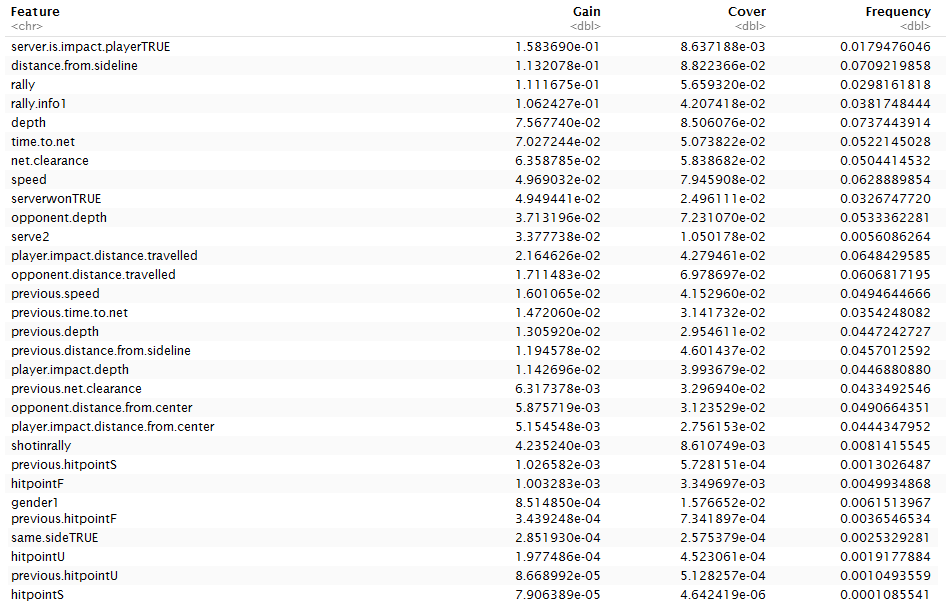 Feature Gain Cover Frequency
<chr> <dbl> <dbl> <dbl>
server.is.impact.playerTRUE 1.583690e-01 8.637188e-03 0.0179476046
distance.from.sideline 1.132078e-01 8.822366e-02 0.0709219858
rally 1.111675e-01 5.659320e-02 0.0298161818
rally.info1 1.062427e-01 4.207418e-02 0.0381748444
depth 7.567740e-02 8.506076e-02 0.0737443914
time.to.net 7.027244e-02 5.073822e-02 0.0522145028
net.clearance 6.358785e-02 5.838682e-02 0.0504414532
speed 4.969032e-02 7.945908e-02 0.0628889854
serverwonTRUE 4.949441e-02 2.496111e-02 0.0326747720
opponent.depth 3.713196e-02 7.231070e-02 0.0533362281
serve2 3.377738e-02 1.050178e-02 0.0056086264
player.impact.distance.travelled 2.164626e-02 4.279461e-02 0.0648429585
opponent.distance.travelled 1.711483e-02 6.978697e-02 0.0606817195
previous.speed 1.601065e-02 4.152960e-02 0.0494644666
previous.time.to.net 1.472060e-02 3.141732e-02 0.0354248082
previous.depth 1.305920e-02 2.954611e-02 0.0447242727
previous.distance.from.sideline 1.194578e-02 4.601437e-02 0.0457012592
player.impact.depth 1.142696e-02 3.993679e-02 0.0446880880
previous.net.clearance 6.317378e-03 3.296940e-02 0.0433492546
opponent.distance.from.center 5.875719e-03 3.123529e-02 0.0490664351
player.impact.distance.from.center 5.154548e-03 2.756153e-02 0.0444347952
shotinrally 4.235240e-03 8.610749e-03 0.0081415545
previous.hitpointS 1.026582e-03 5.728151e-04 0.0013026487
hitpointF 1.003283e-03 3.349697e-03 0.0049934868
gender1 8.514850e-04 1.576652e-02 0.0061513967
previous.hitpointF 3.439248e-04 7.341897e-04 0.0036546534
same.sideTRUE 2.851930e-04 2.575379e-04 0.0025329281
hitpointU 1.977486e-04 4.523061e-04 0.0019177884
previous.hitpointU 8.668992e-05 5.128257e-04 0.0010493559
hitpointS 7.906389e-05 4.642419e-06 0.0001085541